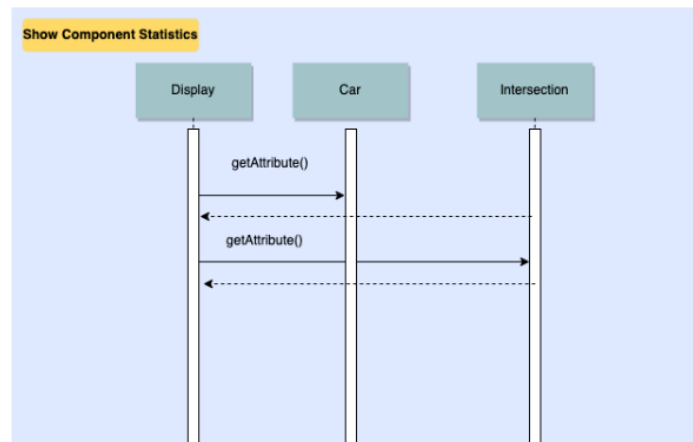 Show Component Statistics
Display
Car
Intersection
getAttribute()
getAttribute()